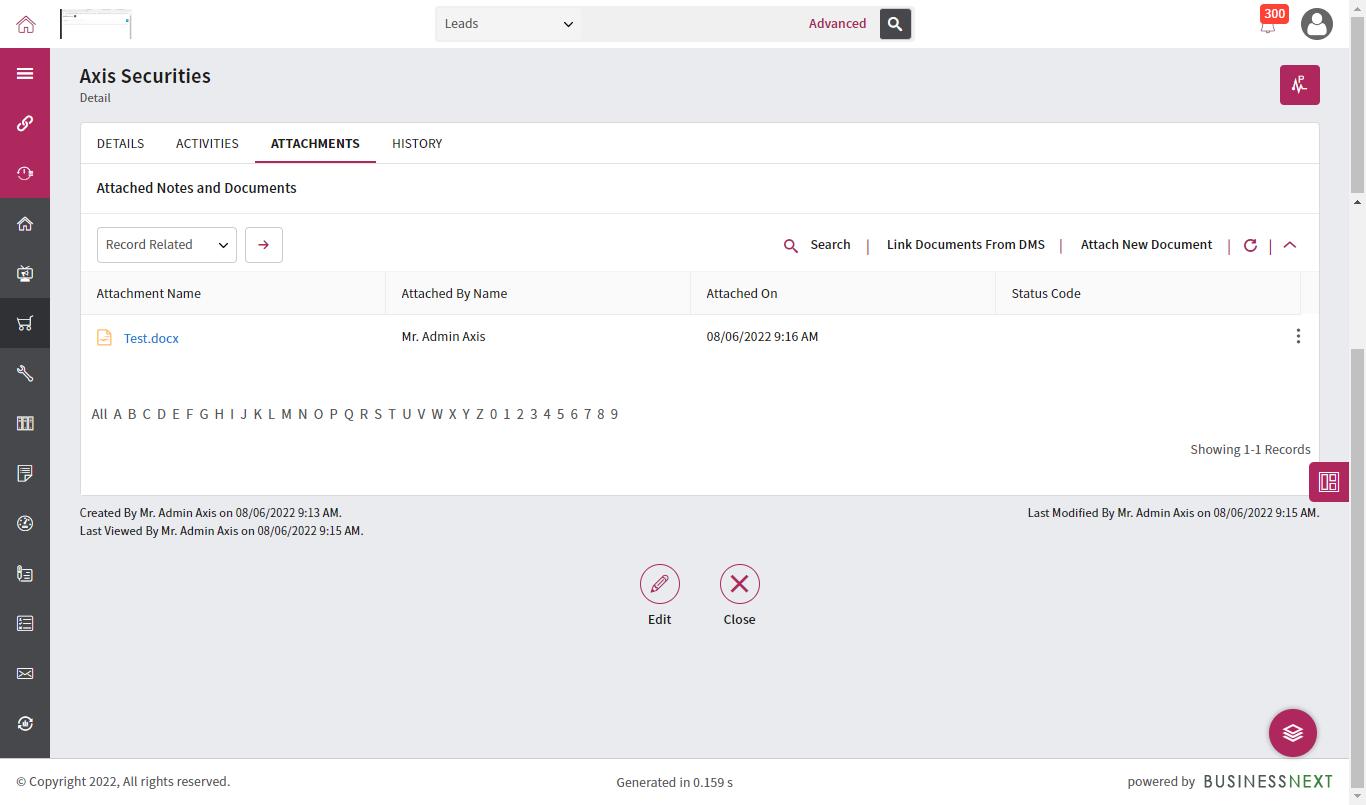 Leads
Advanced
300
Axis Securities
Detail
DETAILS ACTIVITIES ATTACHMENTS HISTORY
Attached Notes and Documents
Record Related
Search | Link Documents From DMS | Attach New Document | |
Attachment Name Attached By Name Attached On Status Code
Test.docx Mr. Admin Axis 08/06/2022 9:16 AM
All A B C D E F G H I J K L M N O P Q R S T U V W X Y Z 0 1 2 3 4 5 6 7 8 9
Showing 1-1 Records
Created By Mr. Admin Axis on 08/06/2022 9:13 AM.
Last Modified By Mr. Admin Axis on 08/06/2022 9:15 AM.
Last Viewed By Mr. Admin Axis on 08/06/2022 9:15 AM.
Edit Close
© Copyright 2022, All rights reserved.
Generated in 0.159 s
powered by BUSINESSNEXT